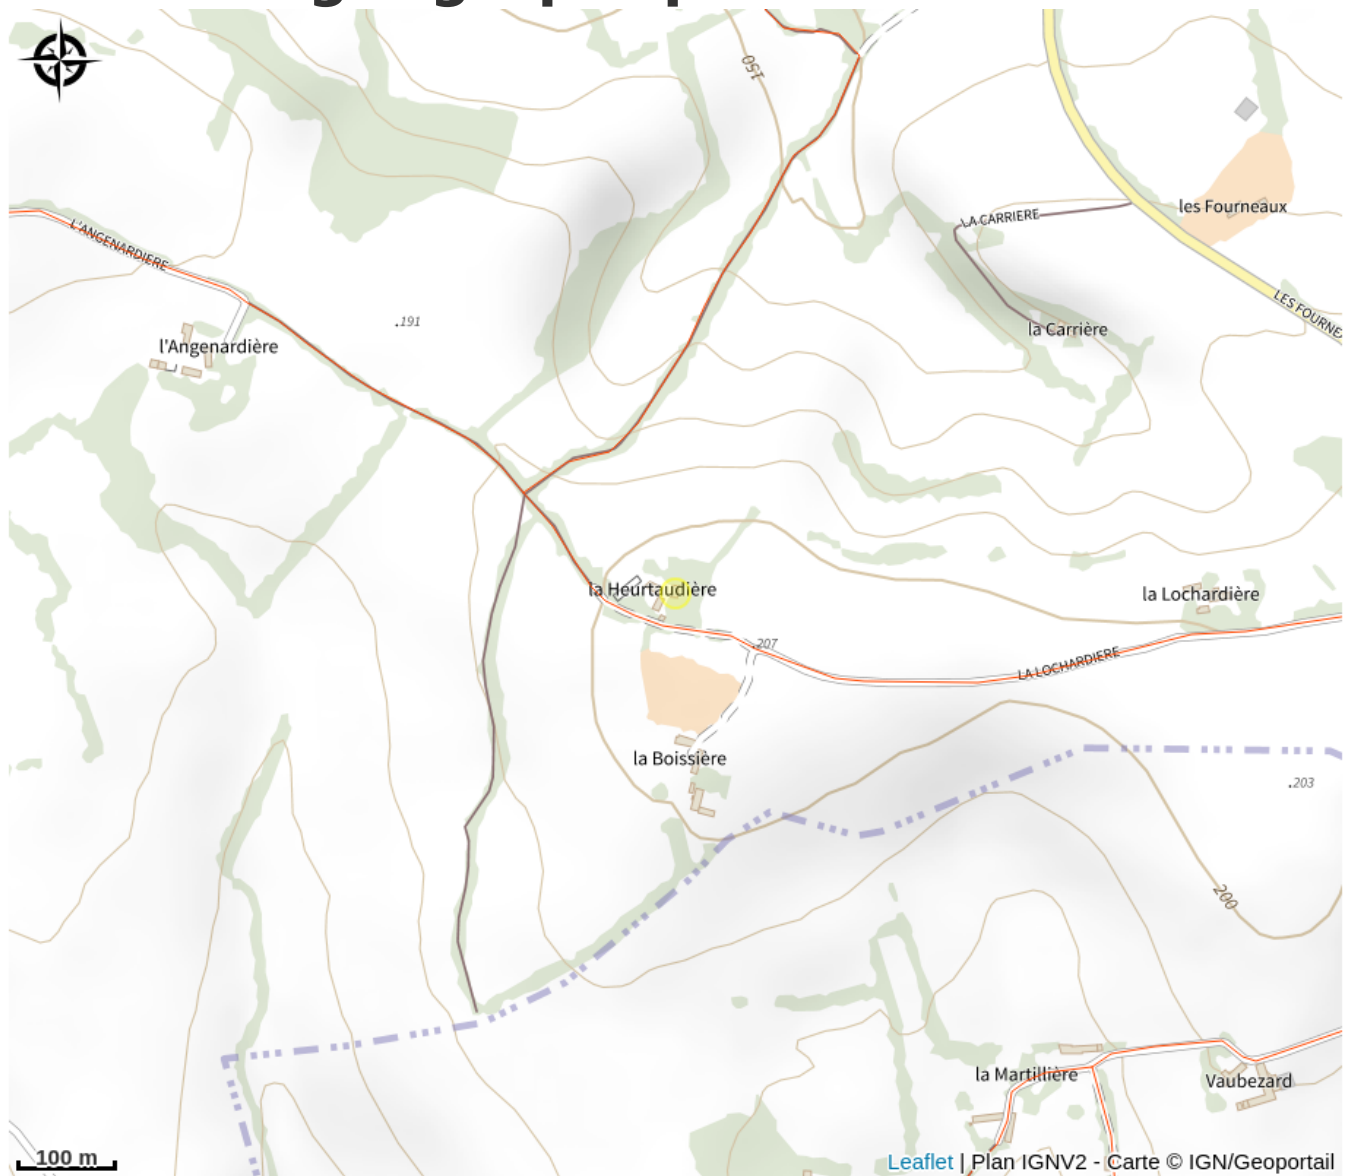 150
les Fourneaux
LA CARRIERE
L'ANGENARDIERE
.191
la Carrière
LES FOURNE
l'Angenardière
la Heurtaudière
la Lochardière
.207
LA LOCHARDIERE
la Boissière
.203
200
la Martillière
Vaubezard
100 m
Leaflet | Plan IGNV2 - Carte © IGN/Geoportail